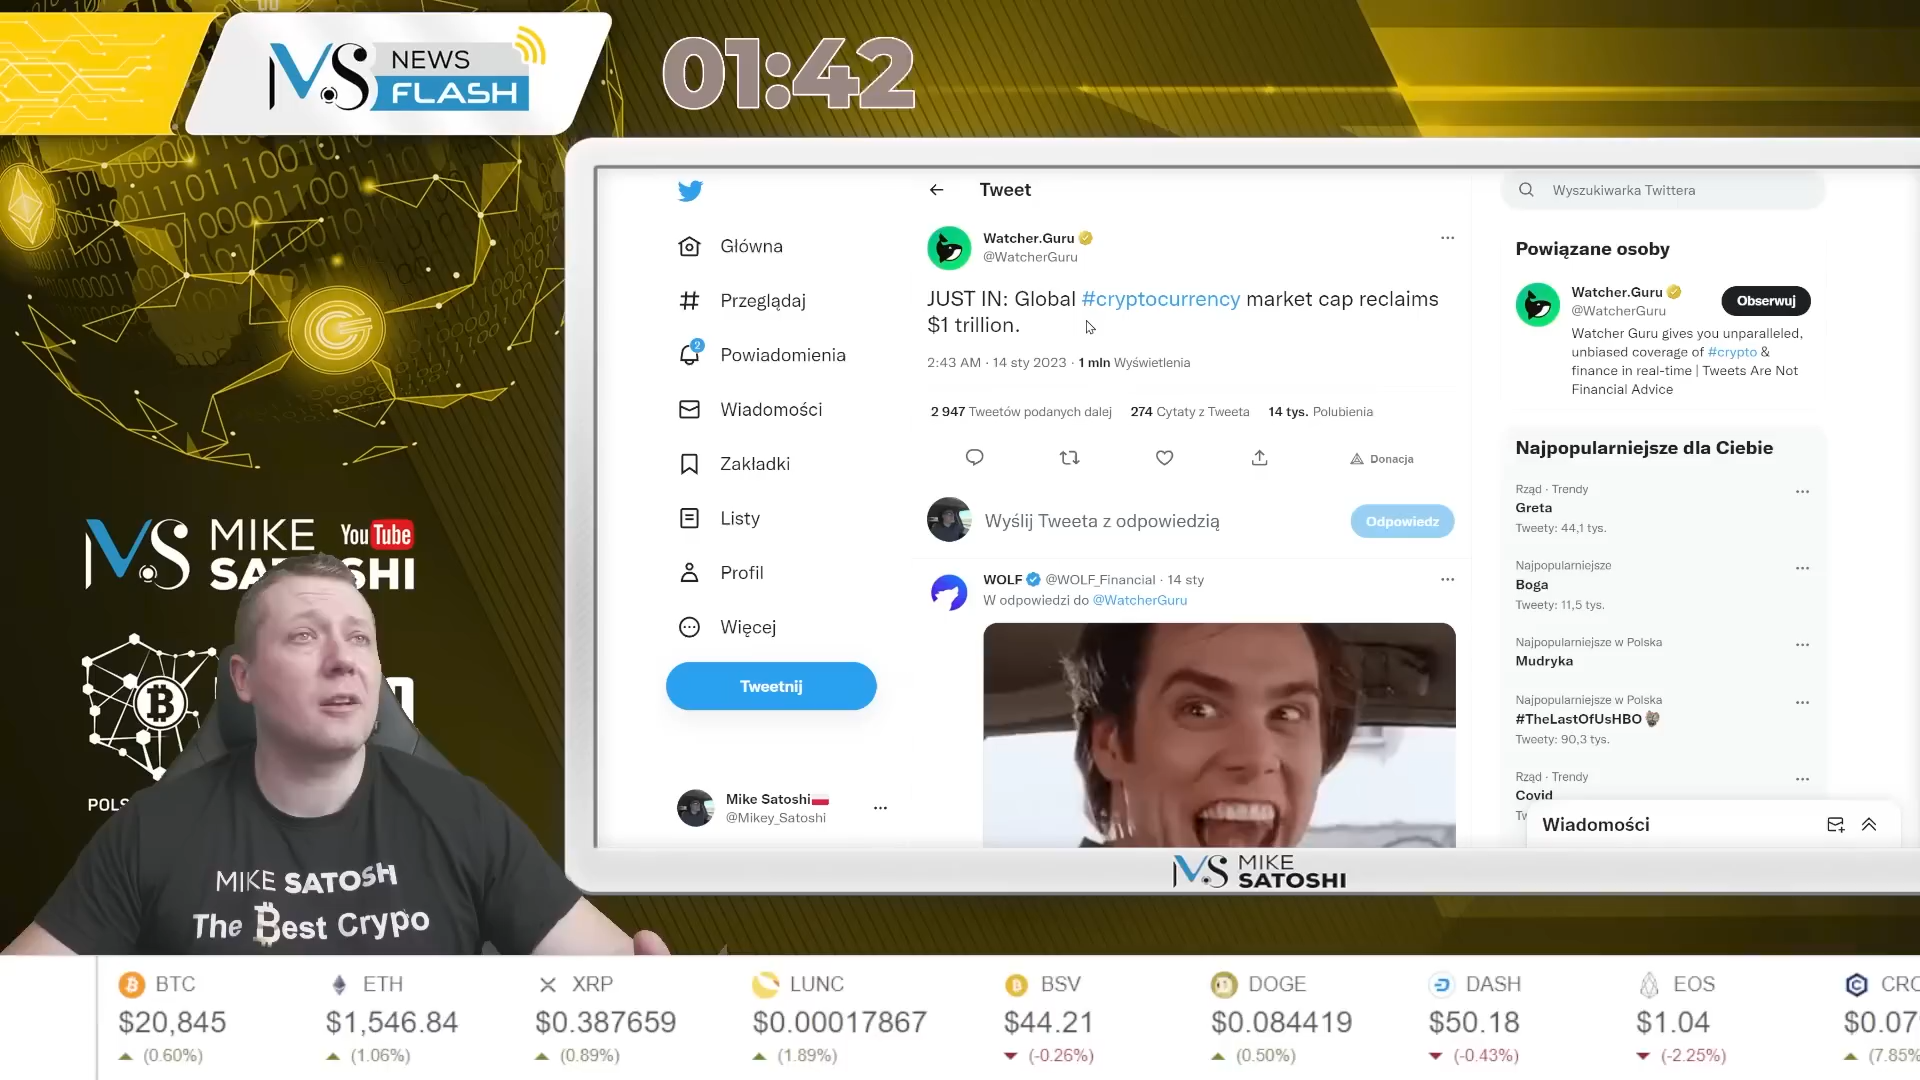 NEWS
FLASH
01:42
MIKE
SATOSHI
YouTube
MIKE SATOSH
The Best Crypo
Główna
Przeglądaj
2
Powiadomienia
Wiadomości
Zakładki
Listy
Profil
Więcej
Tweetnij
Mike Satoshi
@Mikey_Satoshi
Tweet
Watcher.Guru
@WatcherGuru
JUST IN: Global #cryptocurrency market cap reclaims
$1 trillion.
2:43 AM · 14 sty 2023 · 1 mln Wyświetlenia
2 947 Tweetów podanych dalej 274 Cytaty z Tweeta 14 tys. Polubienia
Donacja
Wyślij Tweeta z odpowiedzią
Odpowiedz
WOLF @WOLF_Financial · 14 sty
W odpowiedzi do @WatcherGuru
Wyszukiwarka Twittera
Powiązane osoby
Watcher.Guru
@WatcherGuru
Obserwuj
Watcher Guru gives you unparalleled,
unbiased coverage of #crypto &
finance in real-time | Tweets Are Not
Financial Advice
Najpopularniejsze dla Ciebie
Rząd · Trendy
Greta
Tweety: 44,1 tys.
Najpopularniejsze
Boga
Tweety: 11,5 tys.
Najpopularniejsze w Polska
Mudryka
Najpopularniejsze w Polska
#TheLastOfUsHBO
Tweety: 90,3 tys.
Rząd · Trendy
Covid
Wiadomości
MIKE
SATOSHI
BTC ETH XRP LUNC BSV DOGE DASH EOS CRO
$20,845 $1,546.84 $0.387659 $0.00017867 $44.21 $0.084419 $50.18 $1.04 $0.07
(0.60%) (1.06%) (0.89%) (1.89%) (-0.26%) (0.50%) (-0.43%) (-2.25%) (7.85%